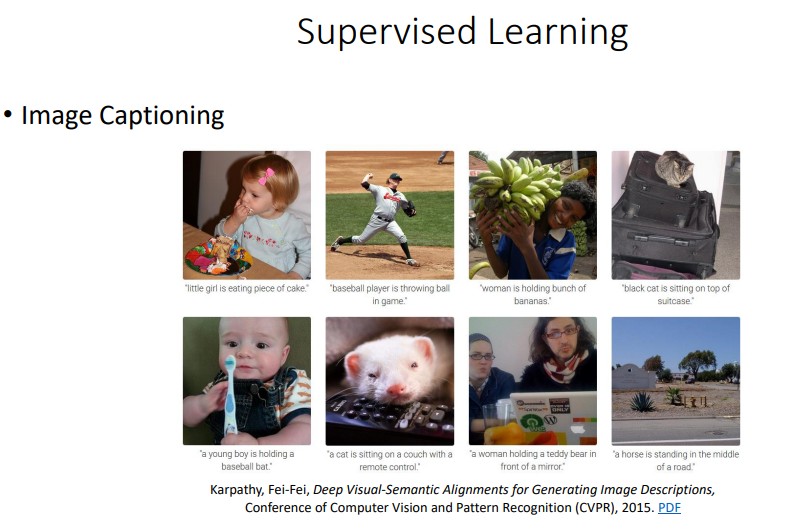 Supervised Learning
• Image Captioning
"little girl is eating piece of cake."
"baseball player is throwing ball
in game."
"woman is holding bunch of
bananas."
"black cat is sitting on top of
suitcase."
"a young boy is holding a
baseball bat."
"a cat is sitting on a couch with a
remote control."
"a woman holding a teddy bear in
front of a mirror."
"a horse is standing in the middle
of a road."
Karpathy, Fei-Fei, Deep Visual-Semantic Alignments for Generating Image Descriptions,
Conference of Computer Vision and Pattern Recognition (CVPR), 2015. PDF